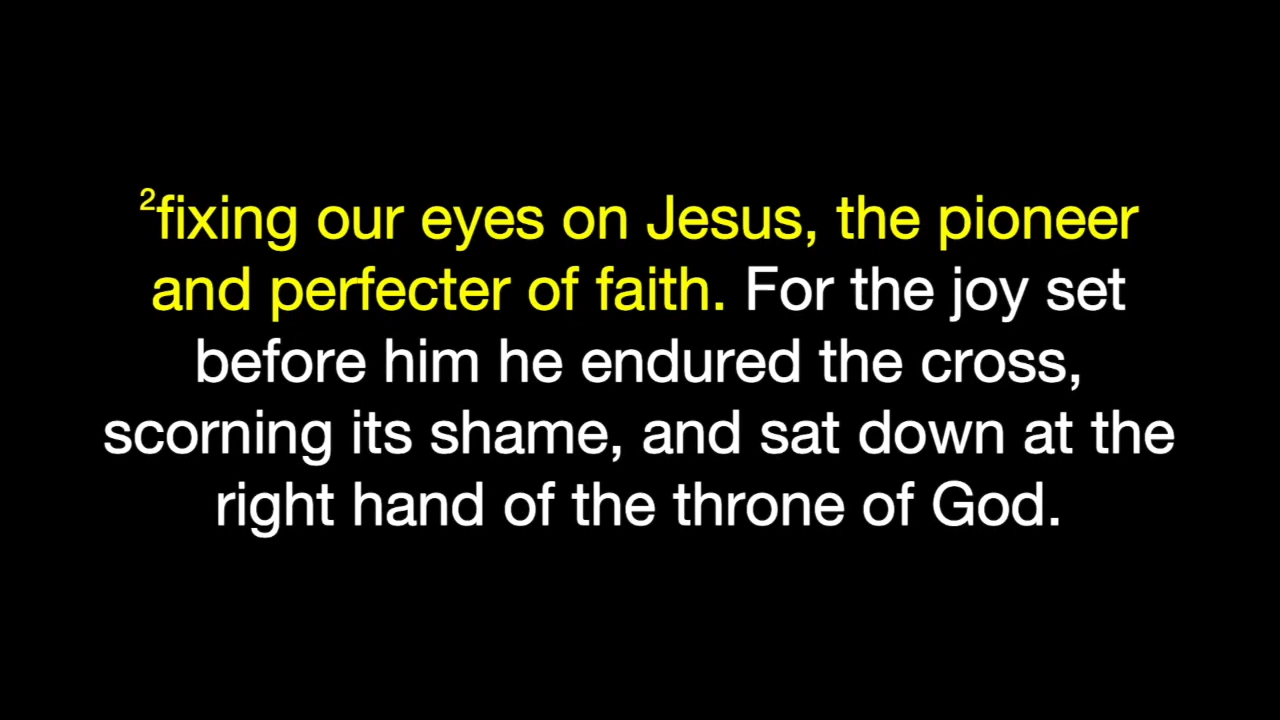 ²fixing our eyes on Jesus, the pioneer
and perfecter of faith. For the joy set
before him he endured the cross,
scorning its shame, and sat down at the
right hand of the throne of God.